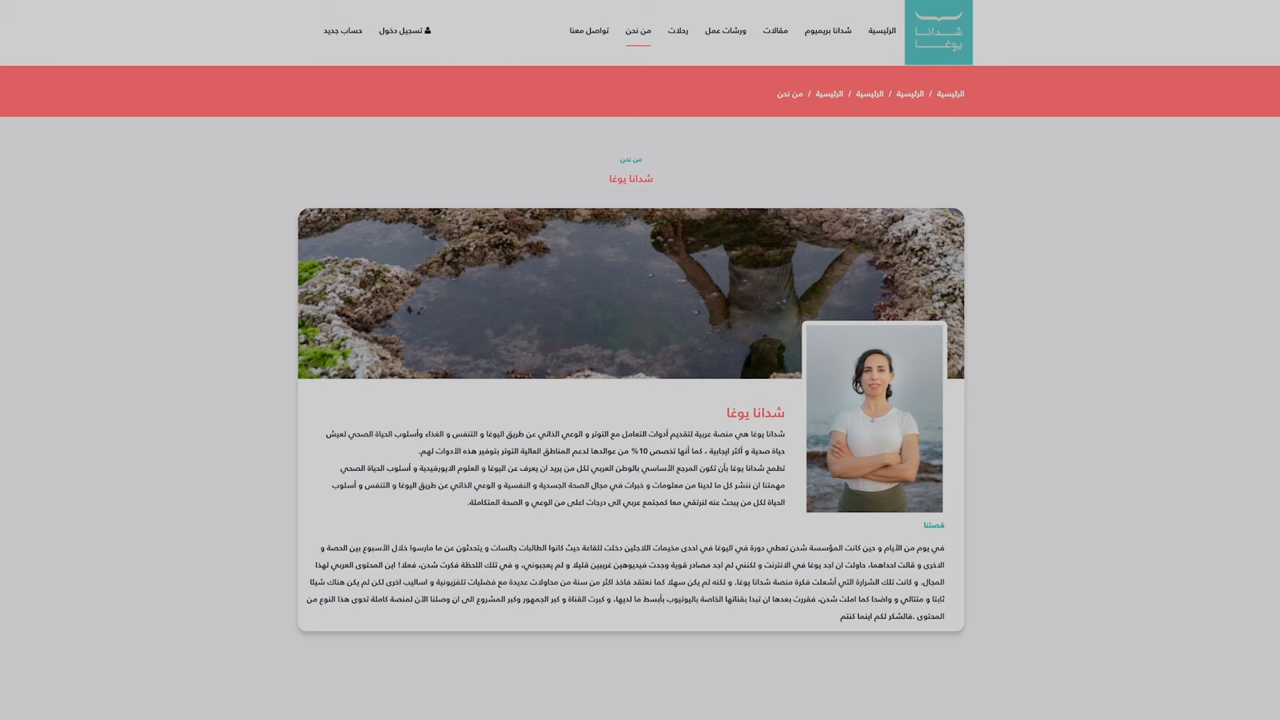 شدانا
يوغا
الرئيسية شدانا بريميوم مقالات ورشات عمل رحلات من نحن تواصل معنا تسجيل دخول حساب جديد
الرئيسية / الرئيسية / الرئيسية / الرئيسية / من نحن
من نحن
شدانا يوغا
شدانا يوغا
شدانا يوغا هي منصة عربية لتقديم أدوات التعامل مع التوتر و الوعي الذاتي عن طريق اليوغا و التنفس و الغذاء وأسلوب الحياة الصحي لعيش
حياة صحية و أكثر ايجابية ، كما أنها تخصص 10% من عوائدها لدعم المناطق العالية التوتر بتوفير هذه الأدوات لهم.
تطمح شدانا يوغا بأن تكون المرجع الأساسي بالوطن العربي لكل من يريد ان يعرف عن اليوغا و العلوم الايورفيدية و أسلوب الحياة الصحي
مهمتنا ان ننشر كل ما لدينا من معلومات و خبرات في مجال الصحة الجسدية و النفسية و الوعي الذاتي عن طريق اليوغا و التنفس و أسلوب
الحياة لكل من يبحث عنه لنرتقي معا كمجتمع عربي الى درجات اعلى من الوعي و الصحة المتكاملة.
قصتنا
في يوم من الأيام و حين كانت المؤسسة شدن تعطي دورة في اليوغا في احدى مخيمات اللاجئين دخلت للقاعة حيث كانوا الطالبات جالسات و يتحدثون عن ما مارسوا خلال الأسبوع بين الحصة و
الاخرى و قالت احداهما، حاولت ان اجد يوغا في الانترنت و لكنني لم اجد مصادر قوية وجدت فيديوهين غريبين قليلا و لم يعجبوني، و في تلك اللحظة فكرت شدن، فعلا! اين المحتوى العربي لهذا
المجال. و كانت تلك الشرارة التي أشعلت فكرة منصة شدانا يوغا. و لكنه لم يكن سهلا كما نعتقد فاخذ اكثر من سنة من محاولات عديدة مع فضئيات تلفزيونية و اساليب اخرى لكن لم يكن هناك شيئا
ثابتا و متتالي و واضحا كما املت شدن، فقررت بعدها ان تبدا بقناتها الخاصة باليوتيوب بأبسط ما لديها، و كبرت القناة و كبر الجمهور وكبر المشروع الى ان وصلنا الآن لمنصة كاملة تحوى هذا النوع من
المحتوى .فالشكر لكم اينما كنتم